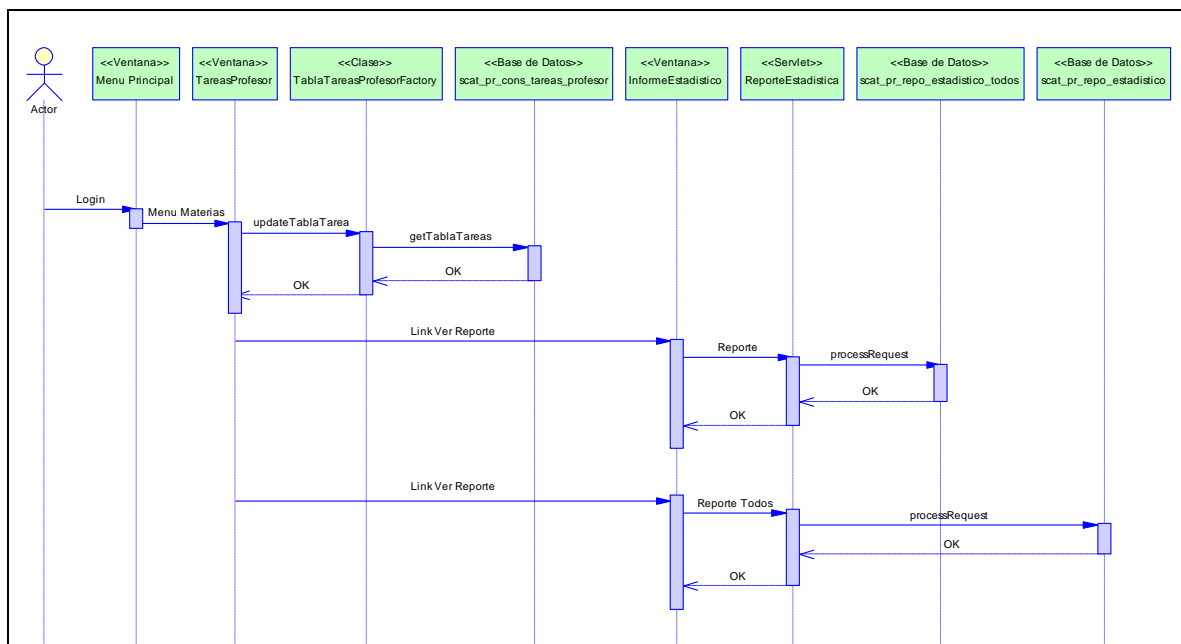 <<Ventana>>
Menu Principal
<<Ventana>>
TareasProfesor
<<Clase>>
TablaTareasProfesorFactory
<<Base de Datos>>
scat_pr_cons_tareas_profesor
<<Ventana>>
InformeEstadistico
<<Servlet>>
ReporteEstadistica
<<Base de Datos>>
scat_pr_repo_estadistico_todos
<<Base de Datos>>
scat_pr_repo_estadistico
Actor
Login
Menu Materias
updateTablaTarea
getTablaTareas
OK
OK
Link Ver Reporte
Reporte
processRequest
OK
OK
Link Ver Reporte
Reporte Todos
processRequest
OK
OK